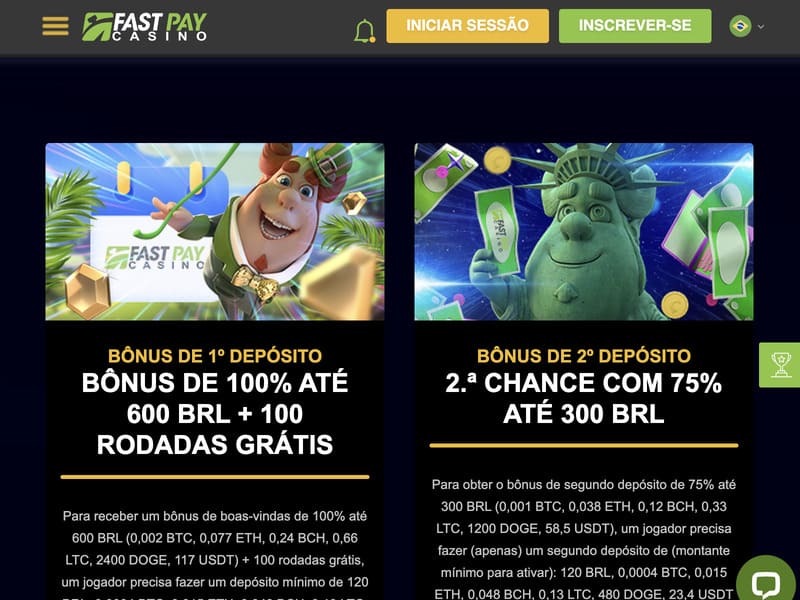 FAST PAY
CASINO
INICIAR SESSÃO
INSCREVER-SE
FAST PAY
CASINO
FAST PAY
CASINO
BÔNUS DE 1º DEPÓSITO
BÔNUS DE 100% ATÉ
600 BRL + 100
RODADAS GRÁTIS
Para receber um bônus de boas-vindas de 100% até
600 BRL (0,002 BTC, 0,077 ETH, 0,24 BCH, 0,66
LTC, 2400 DOGE, 117 USDT) + 100 rodadas grátis,
um jogador precisa fazer um depósito mínimo de 120
BÔNUS DE 2º DEPÓSITO
2.ª CHANCE COM 75%
ATÉ 300 BRL
Para obter o bônus de segundo depósito de 75% até
300 BRL (0,001 BTC, 0,038 ETH, 0,12 BCH, 0,33
LTC, 1200 DOGE, 58,5 USDT), um jogador precisa
fazer (apenas) um segundo depósito de (montante
mínimo para ativar): 120 BRL, 0,0004 BTC, 0,015
ETH, 0,048 BCH, 0,13 LTC, 480 DOGE, 23,4 USDT